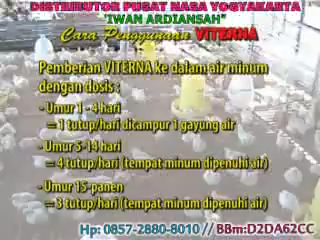 DISTRIBUTOR PUSAT NASA YOGYAKARTA
"IWAN ARDIANSAH"
Cara Penggunaan VITERNA
Pemberian VITERNA ke dalam air minum
dengan dosis :
- Umur 1 - 4 hari
= 1 tutup/hari dicampur 1 gayung air
- Umur 5-14 hari
= 4 tutup/hari (tempat minum dipenuhi air)
- Umur 15-panen
= 3 tutup/hari (tempat minum dipenuhi air)
Hp: 0857-2880-8010 // BBm:D2DA62CC